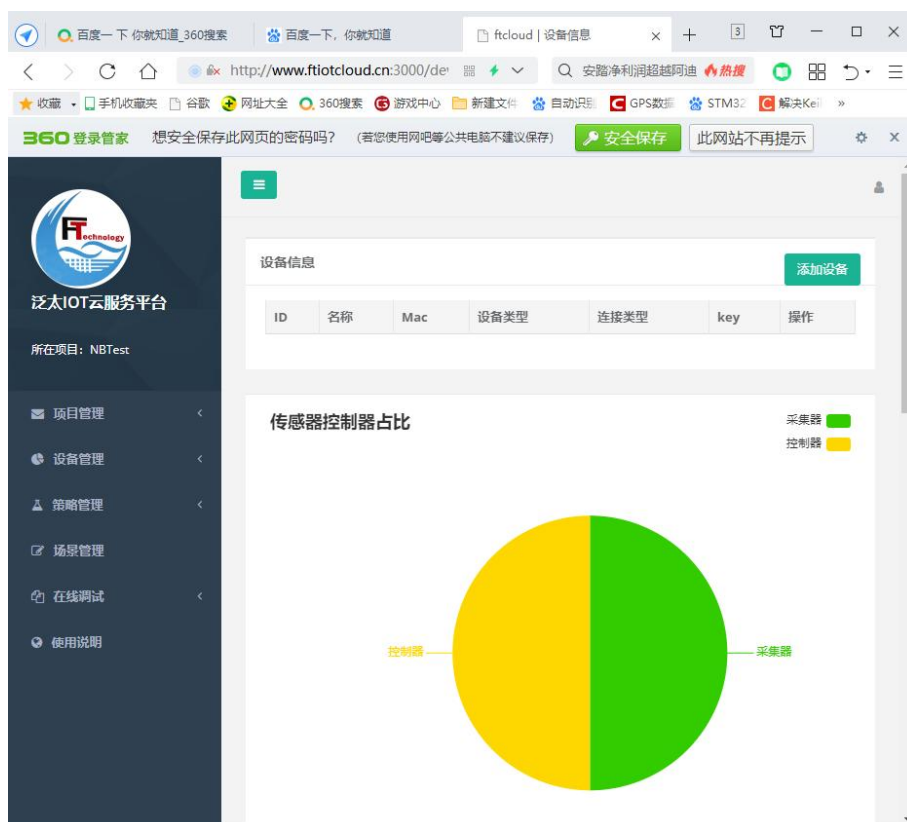 百度一 下 你就知道_360搜索
百度一下，你就知道
ftcloud | 设备信息
3
http://www.ftiotcloud.cn:3000/de
安踏净利润超越阿迪
热搜
收藏
手机收藏夹
谷歌
网址大全
360搜索
游戏中心
新建文件
自动识别
GPS数据
STM32
解决Kei
»
360 登录管家
想安全保存此网页的密码吗?
(若您使用网吧等公共电脑不建议保存)
安全保存
此网站不再提示
FT
echnology
泛太IOT云服务平台
所在项目：NBTest
项目管理
设备管理
策略管理
场景管理
在线调试
使用说明
设备信息
添加设备
ID 名称 Mac 设备类型 连接类型 key 操作
传感器控制器占比
采集器
控制器
控制器
采集器